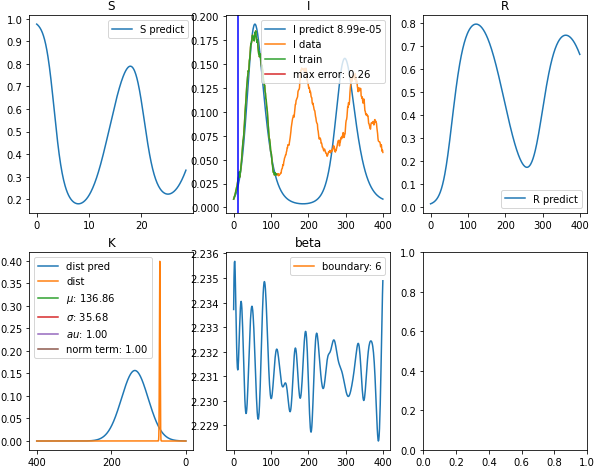 S
I
R
S predict
I predict 8.99e-05
I data
I train
max error: 0.26
R predict
1.0
0.9
0.8
0.7
0.6
0.5
0.4
0.3
0.2
0 10 20
0.200
0.175
0.150
0.125
0.100
0.075
0.050
0.025
0.000
0 100 200 300 400
0.8
0.7
0.6
0.5
0.4
0.3
0.2
0.1
0.0
0 200 400
K
beta
dist pred
dist
μ: 136.86
σ: 35.68
au: 1.00
norm term: 1.00
boundary: 6
0.40
0.35
0.30
0.25
0.20
0.15
0.10
0.05
0.00
400 200 0
2.236
2.235
2.234
2.233
2.232
2.231
2.230
2.229
0 100 200 300 400
1.0
0.8
0.6
0.4
0.2
0.0
0.0 0.2 0.4 0.6 0.8 1.0